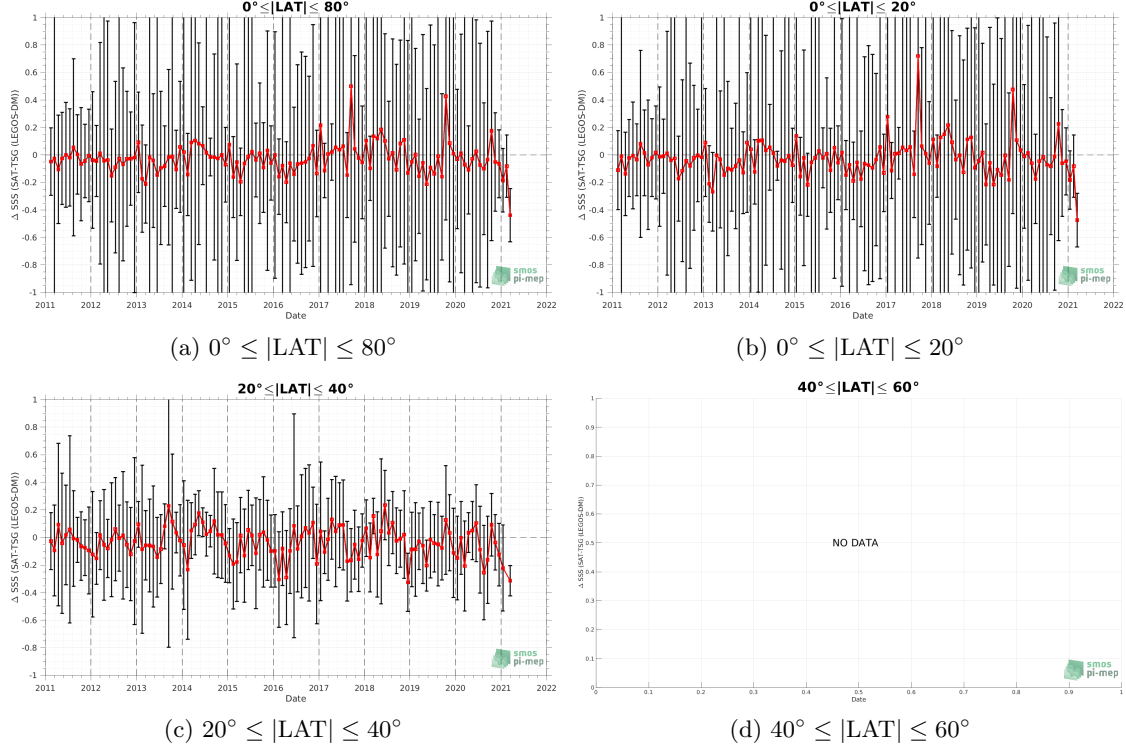 0°≤|LAT|≤ 80°
Δ SSS (SAT-TSG (LEGOS-DM))
1
0.8
0.6
0.4
0.2
0
-0.2
-0.4
-0.6
-0.8
-1
2011 2012 2013 2014 2015 2016 2017 2018 2019 2020 2021 2022
Date
smos
pi-mep
(a) 0° ≤ |LAT| ≤ 80°
0°≤|LAT|≤ 20°
Δ SSS (SAT-TSG (LEGOS-DM))
1
0.8
0.6
0.4
0.2
0
-0.2
-0.4
-0.6
-0.8
-1
2011 2012 2013 2014 2015 2016 2017 2018 2019 2020 2021 2022
Date
smos
pi-mep
(b) 0° ≤ |LAT| ≤ 20°
20°≤|LAT|≤ 40°
Δ SSS (SAT-TSG (LEGOS-DM))
1
0.8
0.6
0.4
0.2
0
-0.2
-0.4
-0.6
-0.8
-1
2011 2012 2013 2014 2015 2016 2017 2018 2019 2020 2021 2022
Date
smos
pi-mep
(c) 20° ≤ |LAT| ≤ 40°
40°≤|LAT|≤ 60°
Δ SSS (SAT-TSG (LEGOS-DM))
1
0.9
0.8
0.7
0.6
0.5
0.4
0.3
0.2
0.1
0
NO DATA
0 0.1 0.2 0.3 0.4 0.5 0.6 0.7 0.8 0.9 1
Date
smos
pi-mep
(d) 40° ≤ |LAT| ≤ 60°